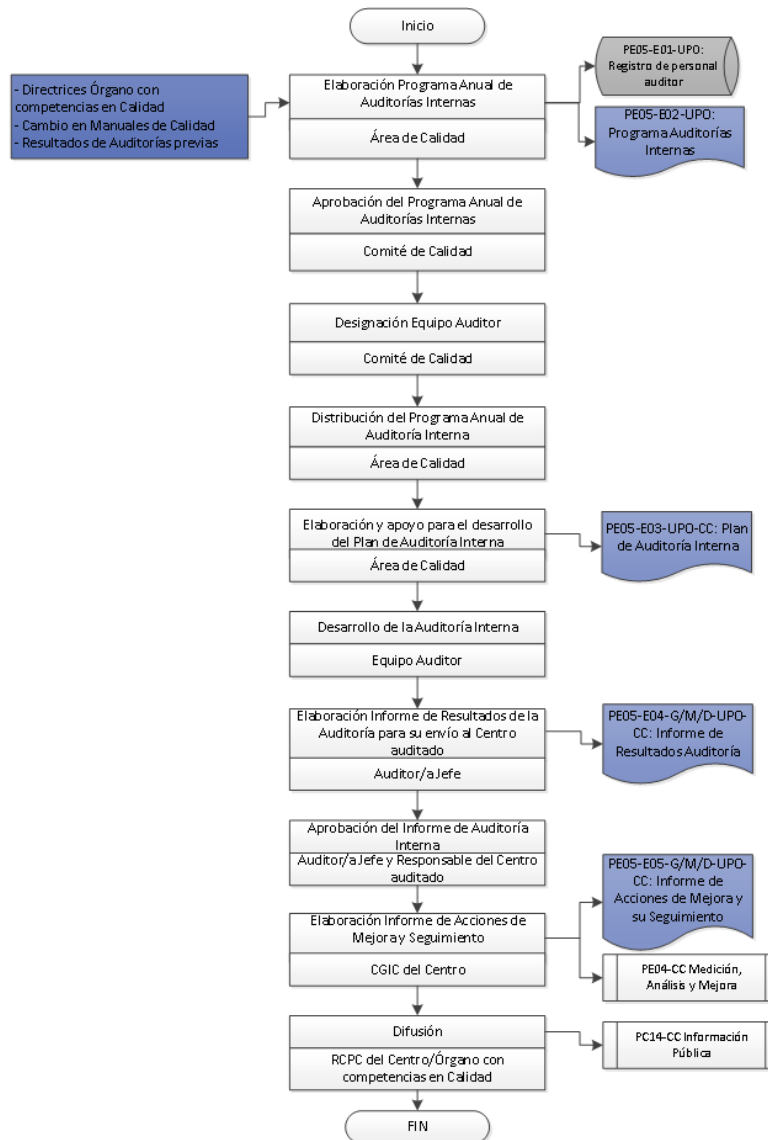 Inicio
PE05-E01-UPO:
Registro de personal
auditor
- Directrices Órgano con
competencias en Calidad
- Cambio en Manuales de Calidad
- Resultados de Auditorías previas
Elaboración Programa Anual de
Auditorías Internas
Área de Calidad
PE05-E02-UPO:
Programa Auditorías
Internas
Aprobación del Programa Anual de
Auditorías Internas
Comité de Calidad
Designación Equipo Auditor
Comité de Calidad
Distribución del Programa Anual de
Auditoría Interna
Área de Calidad
Elaboración y apoyo para el desarrollo
del Plan de Auditoría Interna
Área de Calidad
PE05-E03-UPO-CC: Plan
de Auditoría Interna
Desarrollo de la Auditoría Interna
Equipo Auditor
Elaboración Informe de Resultados de la
Auditoría para su envío al Centro
auditado
Auditor/a Jefe
PE05-E04-G/M/D-UPO-
CC: Informe de
Resultados Auditoría
Aprobación del Informe de Auditoría
Interna
Auditor/a Jefe y Responsable del Centro
auditado
PE05-E05-G/M/D-UPO-
CC: Informe de
Acciones de Mejora y
su Seguimiento
Elaboración Informe de Acciones de
Mejora y Seguimiento
CGIC del Centro
PE04-CC Medición,
Análisis y Mejora
Difusión
RCPC del Centro/Órgano con
competencias en Calidad
PC14-CC Información
Pública
FIN